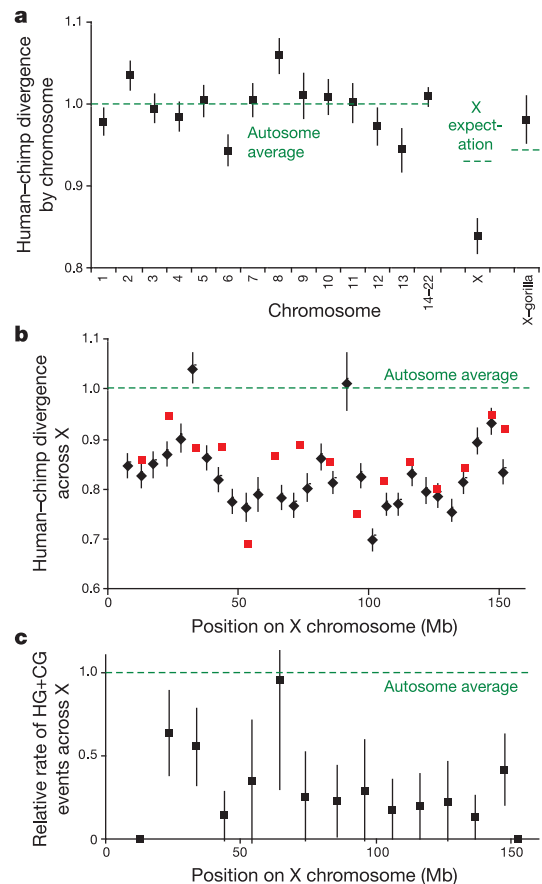 a
Human–chimp divergence
by chromosome
1.1
1.0
0.9
0.8
Autosome
average
X
expect-
ation
1
2
3
4
5
6
7
8
9
10
11
12
13
14–22
X
X–gorilla
Chromosome
b
Human–chimp divergence
across X
1.1
1.0
0.9
0.8
0.7
0.6
Autosome average
0
50
100
150
Position on X chromosome (Mb)
c
Relative rate of HG+CG
events across X
1.0
0.5
0
Autosome average
0
50
100
150
Position on X chromosome (Mb)